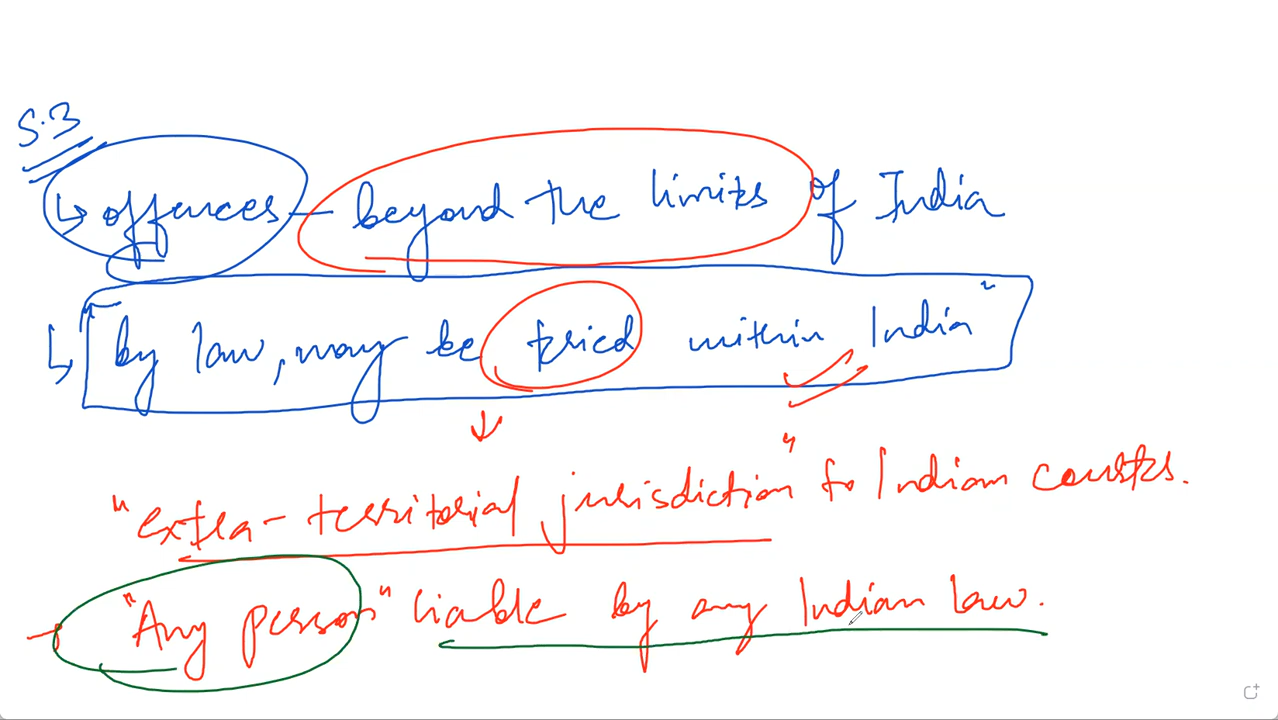 S.3
↳ offences — beyond the limits of India
↳ "by law, may be tried within India"
↓
"extra-territorial jurisdiction" to Indian courts.
→ "Any person" liable by any Indian law.